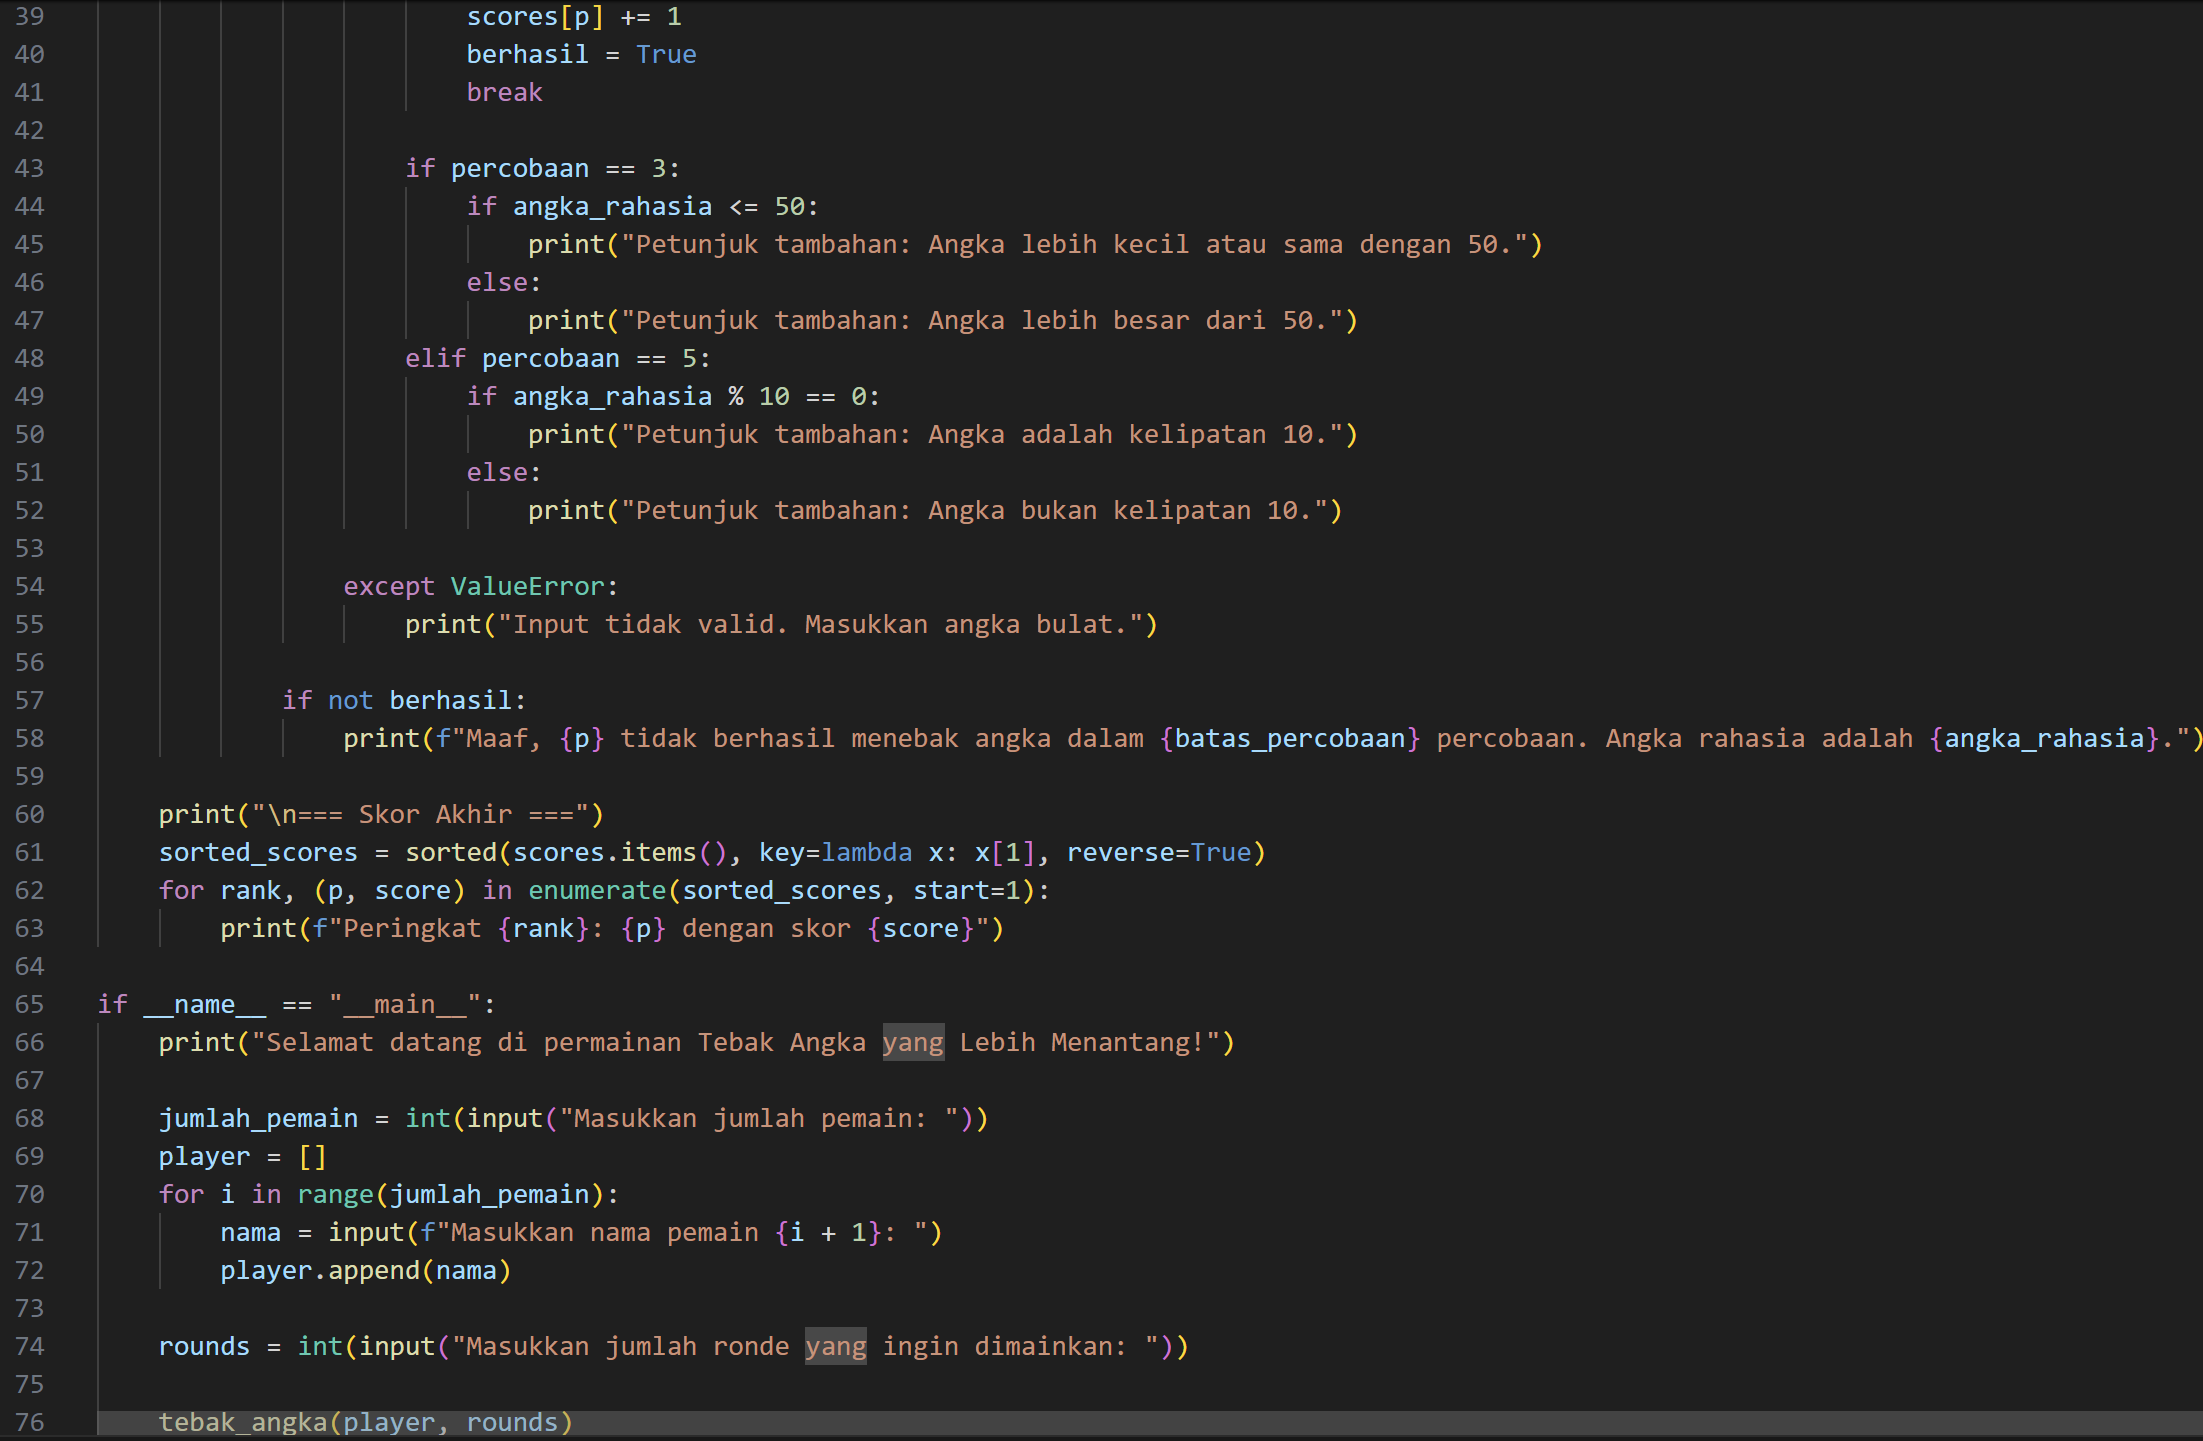 39                         scores[p] += 1
40                         berhasil = True
41                         break
42
43                     if percobaan == 3:
44                         if angka_rahasia <= 50:
45                             print("Petunjuk tambahan: Angka lebih kecil atau sama dengan 50.")
46                         else:
47                             print("Petunjuk tambahan: Angka lebih besar dari 50.")
48                     elif percobaan == 5:
49                         if angka_rahasia % 10 == 0:
50                             print("Petunjuk tambahan: Angka adalah kelipatan 10.")
51                         else:
52                             print("Petunjuk tambahan: Angka bukan kelipatan 10.")
53
54                 except ValueError:
55                     print("Input tidak valid. Masukkan angka bulat.")
56
57             if not berhasil:
58                 print(f"Maaf, {p} tidak berhasil menebak angka dalam {batas_percobaan} percobaan. Angka rahasia adalah {angka_rahasia}.")
59
60     print("\n=== Skor Akhir ===")
61     sorted_scores = sorted(scores.items(), key=lambda x: x[1], reverse=True)
62     for rank, (p, score) in enumerate(sorted_scores, start=1):
63         print(f"Peringkat {rank}: {p} dengan skor {score}")
64
65 if __name__ == "__main__":
66     print("Selamat datang di permainan Tebak Angka yang Lebih Menantang!")
67
68     jumlah_pemain = int(input("Masukkan jumlah pemain: "))
69     player = []
70     for i in range(jumlah_pemain):
71         nama = input(f"Masukkan nama pemain {i + 1}: ")
72         player.append(nama)
73
74     rounds = int(input("Masukkan jumlah ronde yang ingin dimainkan: "))
75
76     tebak_angka(player, rounds)